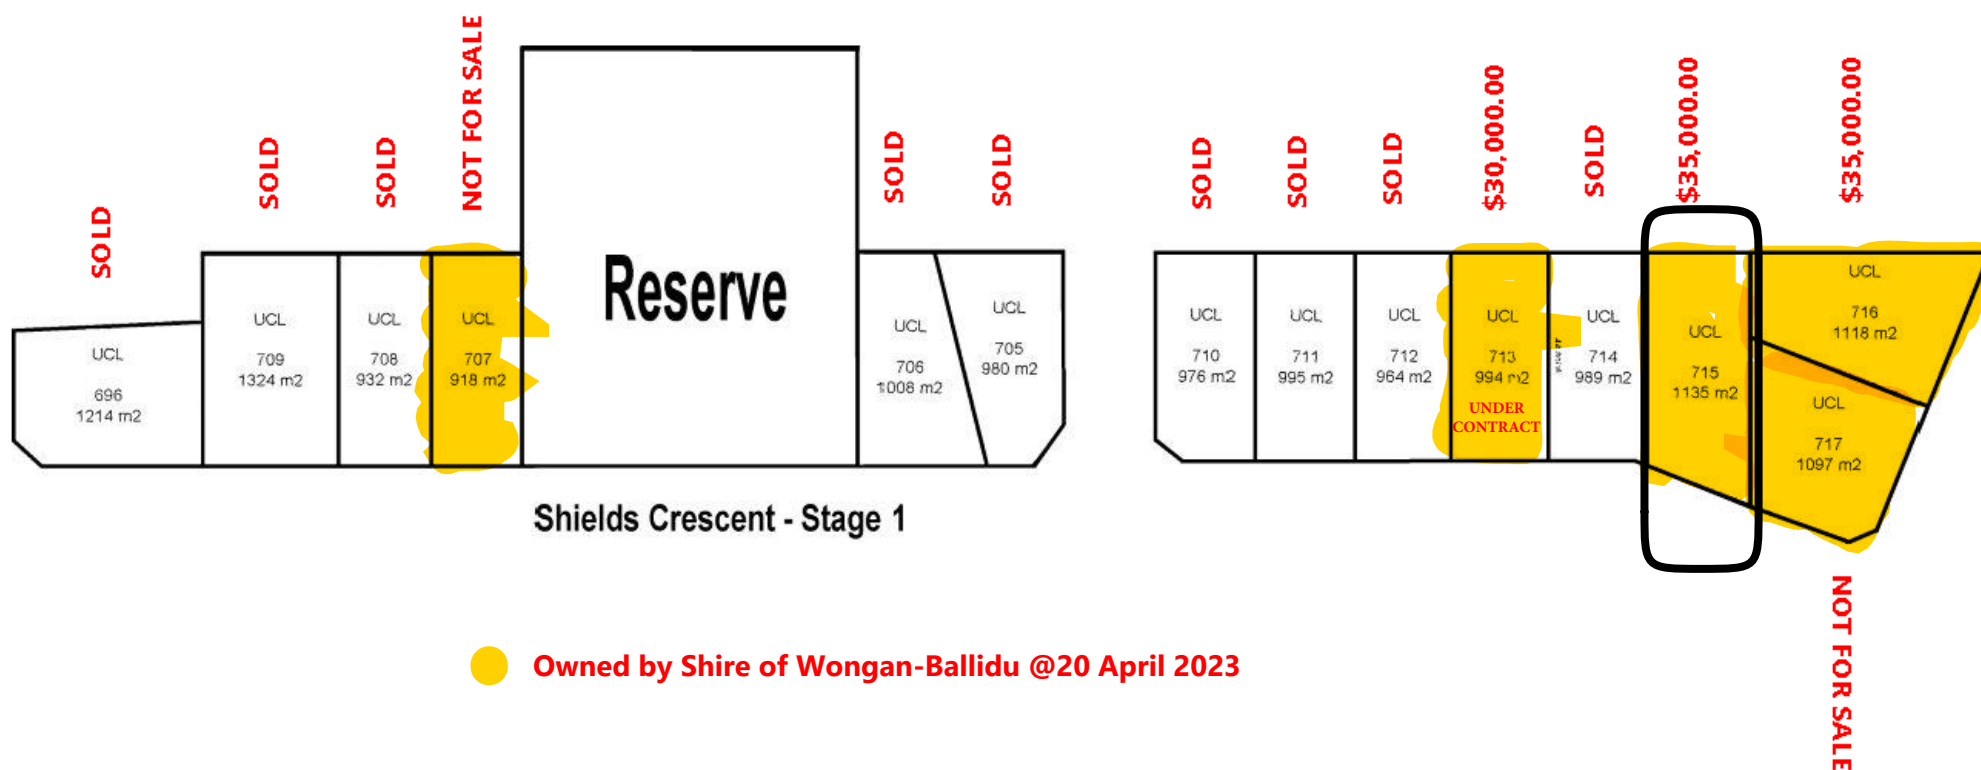 SOLD
SOLD
SOLD
NOT FOR SALE
SOLD
SOLD
SOLD
SOLD
SOLD
$30,000.00
SOLD
$35,000.00
$35,000.00
UCL
696
1214 m2
UCL
709
1324 m2
UCL
708
932 m2
UCL
707
918 m2
Reserve
UCL
706
1008 m2
UCL
705
980 m2
UCL
710
976 m2
UCL
711
995 m2
UCL
712
964 m2
UCL
713
994 m2
UNDER
CONTRACT
UCL
714
989 m2
UCL
715
1135 m2
UCL
716
1118 m2
UCL
717
1097 m2
Shields Crescent - Stage 1
NOT FOR SALE
Owned by Shire of Wongan-Ballidu @20 April 2023